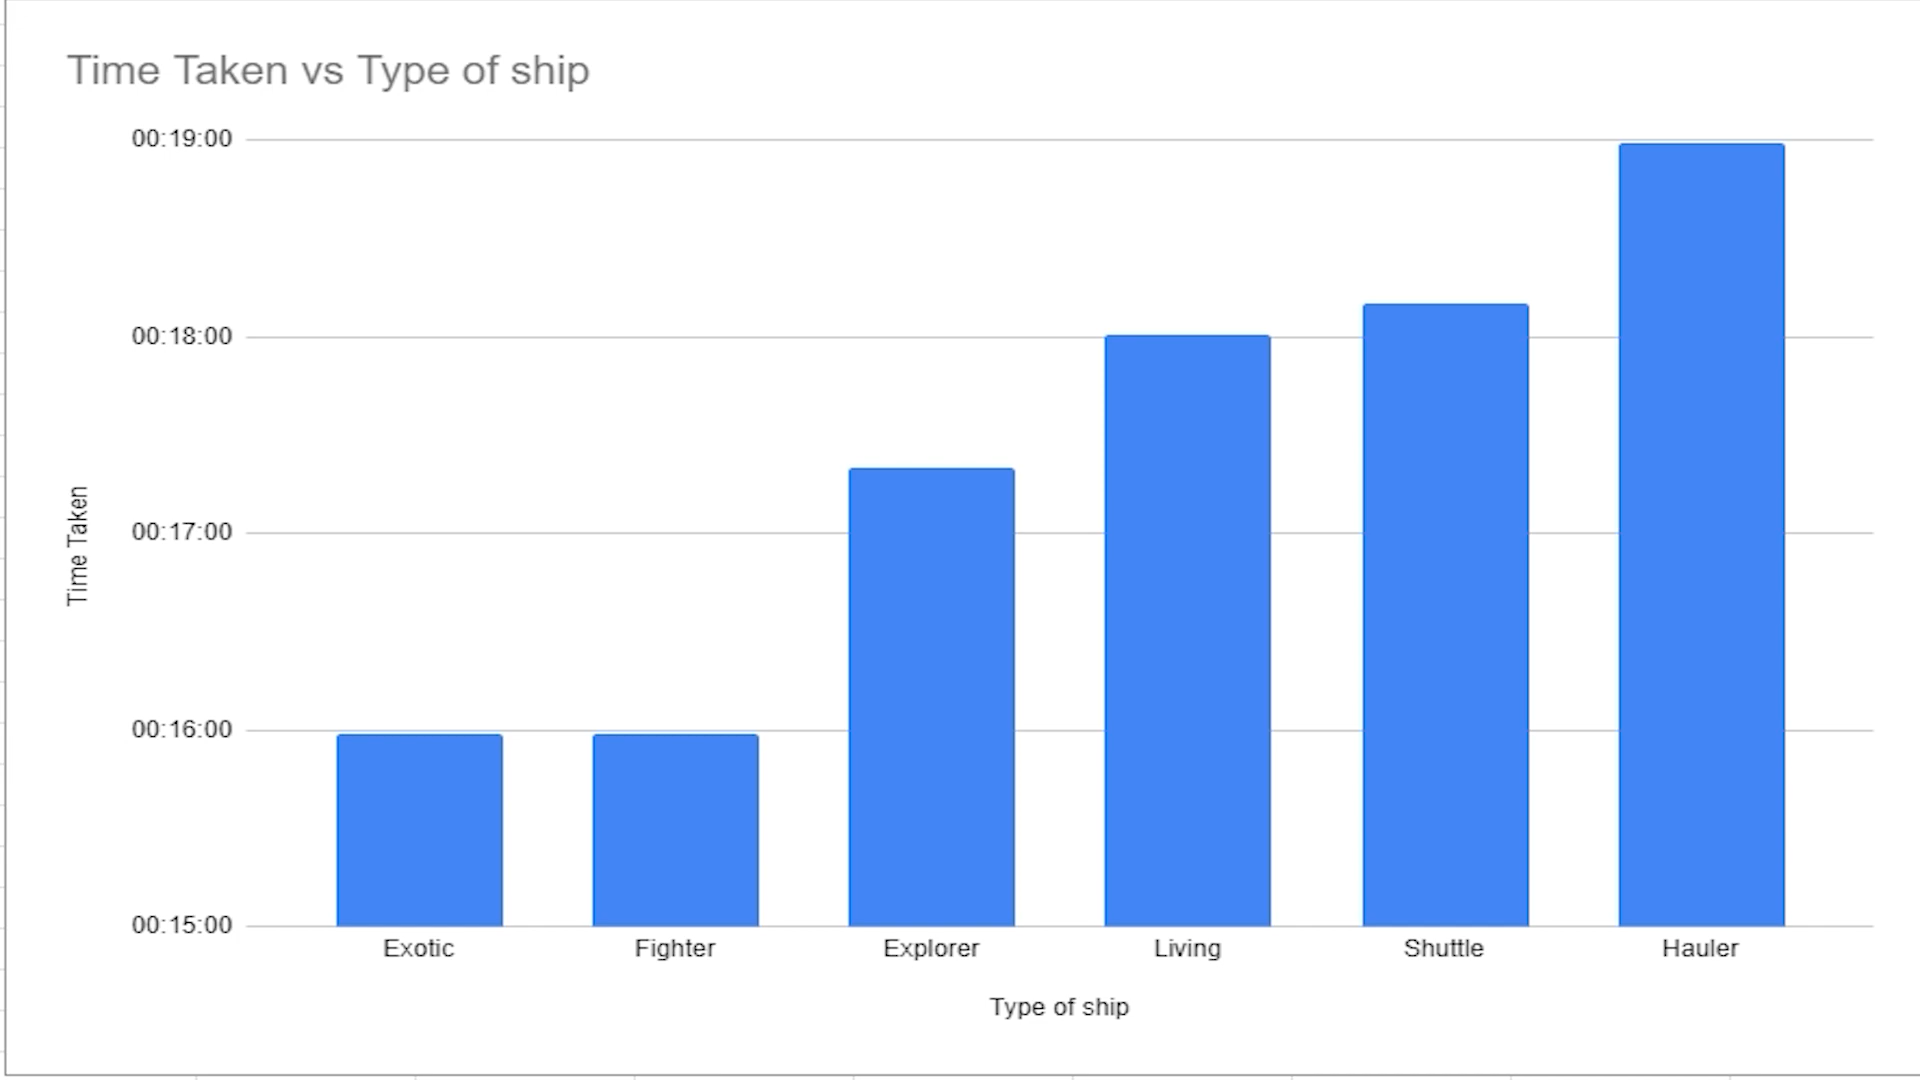 Time Taken vs Type of ship
00:19:00
00:18:00
00:17:00
00:16:00
00:15:00
Time Taken
Exotic Fighter Explorer Living Shuttle Hauler
Type of ship